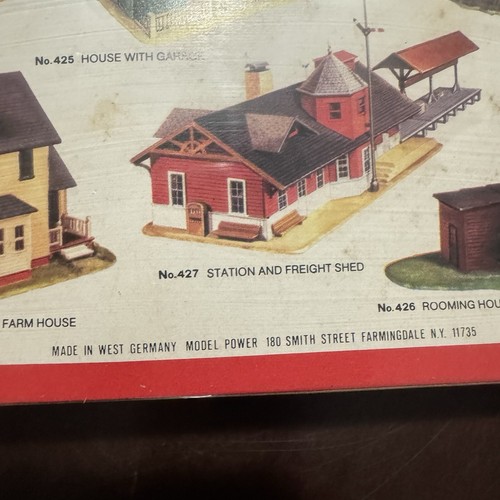 No.425 HOUSE WITH GARAGE
No.427 STATION AND FREIGHT SHED
No.426 ROOMING HOU
FARM HOUSE
MADE IN WEST GERMANY MODEL POWER 180 SMITH STREET FARMINGDALE N.Y. 11735